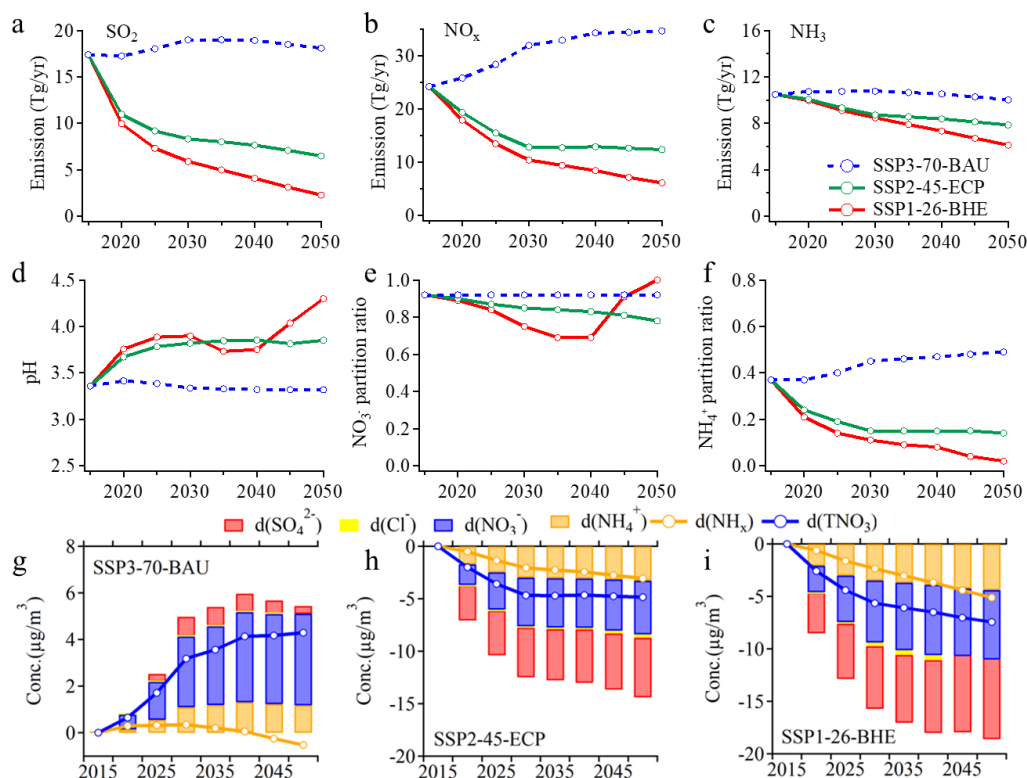 a SO₂ b NOₓ c NH₃
Emission (Tg/yr) Emission (Tg/yr) Emission (Tg/yr)
20 15 10 5 0
30 20 10 0
16 12 8 4 0
SSP3-70-BAU
SSP2-45-ECP
SSP1-26-BHE
2020 2030 2040 2050 2020 2030 2040 2050 2020 2030 2040 2050
d e f
pH NO₃⁻ partition ratio NH₄⁺ partition ratio
4.5 4.0 3.5 3.0 2.5
1.0 0.8 0.6 0.4 0.2 0.0
0.8 0.6 0.4 0.2 0.0
2020 2030 2040 2050 2020 2030 2040 2050 2020 2030 2040 2050
d(SO₄²⁻) d(Cl⁻) d(NO₃⁻) d(NH₄⁺) d(NHₓ) d(TNO₃)
g SSP3-70-BAU h i
Conc.(μg/m³) Conc.(μg/m³) Conc.(μg/m³)
8 6 4 2 0
0 -5 -10 -15 -20
0 -5 -10 -15 -20
SSP2-45-ECP SSP1-26-BHE
2015 2025 2035 2045 2015 2025 2035 2045 2015 2025 2035 2045